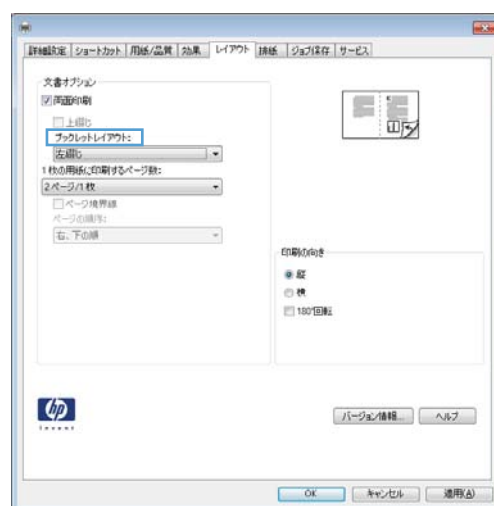 詳細設定 ショートカット 用紙/品質 効果 レイアウト 排紙 ジョブ保存 サービス
文書オプション
両面印刷
上綴じ
ブックレットレイアウト:
左綴じ
1 枚の用紙に印刷するページ数:
2 ページ/1 枚
ページ境界線
ページの順序:
右、下の順
印刷の向き
縦
横
180°回転
hp
invent
バージョン情報... ヘルプ
OK キャンセル 適用(A)